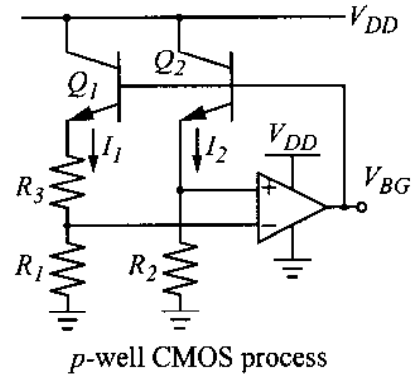 V_DD
Q_1
Q_2
I_1
I_2
V_DD
V_BG
R_3
+
−
R_1
R_2
p-well CMOS process